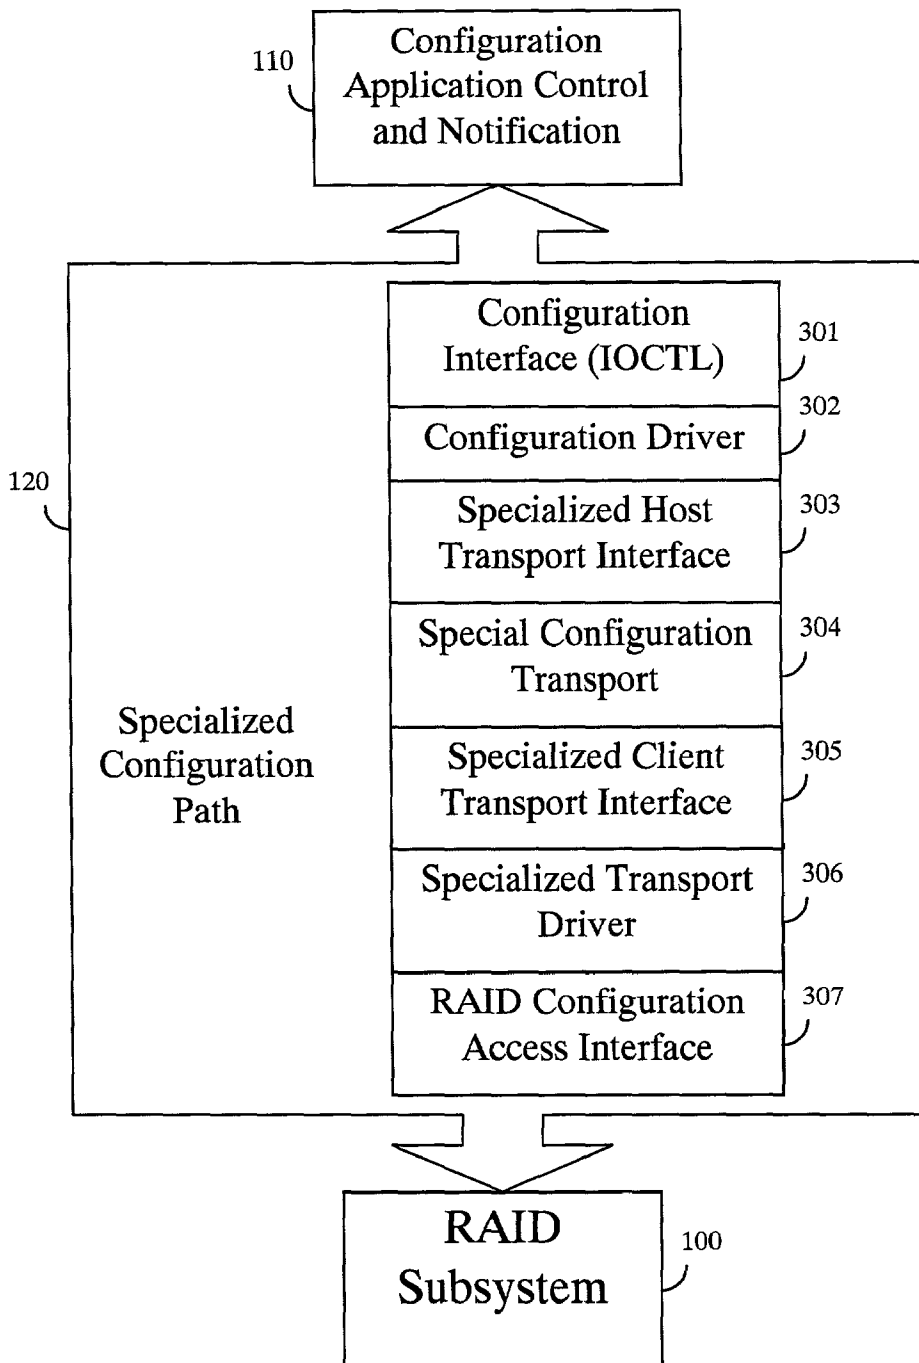 110
Configuration
Application Control
and Notification
Configuration
Interface (IOCTL)
301
Configuration Driver
302
120
Specialized Host
Transport Interface
303
Special Configuration
Transport
304
Specialized
Configuration
Path
Specialized Client
Transport Interface
305
Specialized Transport
Driver
306
RAID Configuration
Access Interface
307
RAID
Subsystem
100